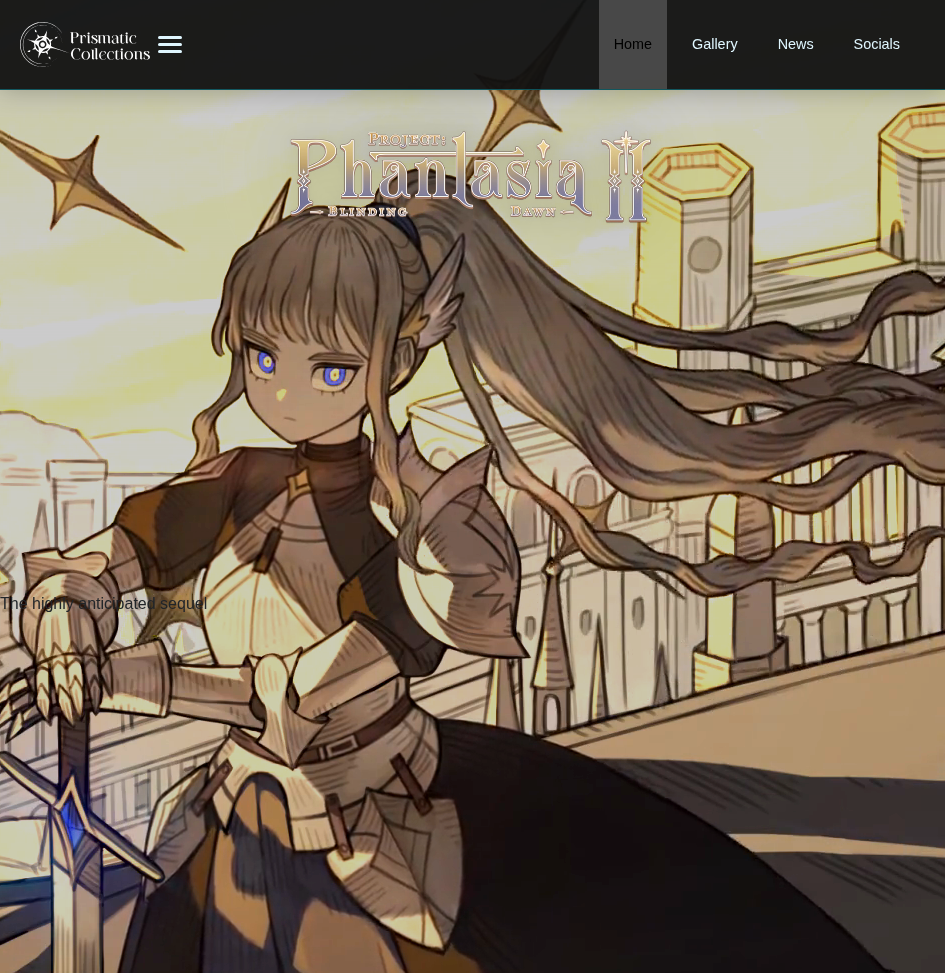 Prismatic
Collections
Home
Gallery
News
Socials
PROJECT:
Phantasia II
BLINDING
DAWN
The highly anticipated sequel